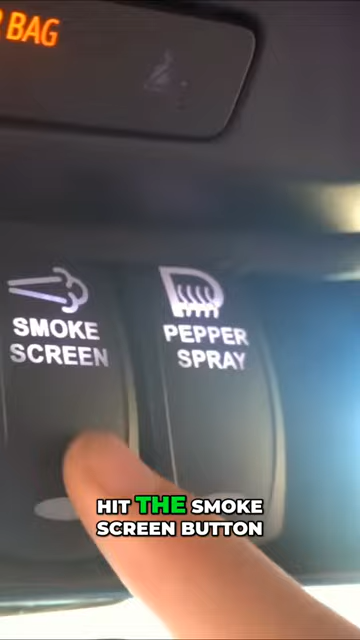 BAG
SMOKE
SCREEN
PEPPER
SPRAY
HIT THE SMOKE
SCREEN BUTTON